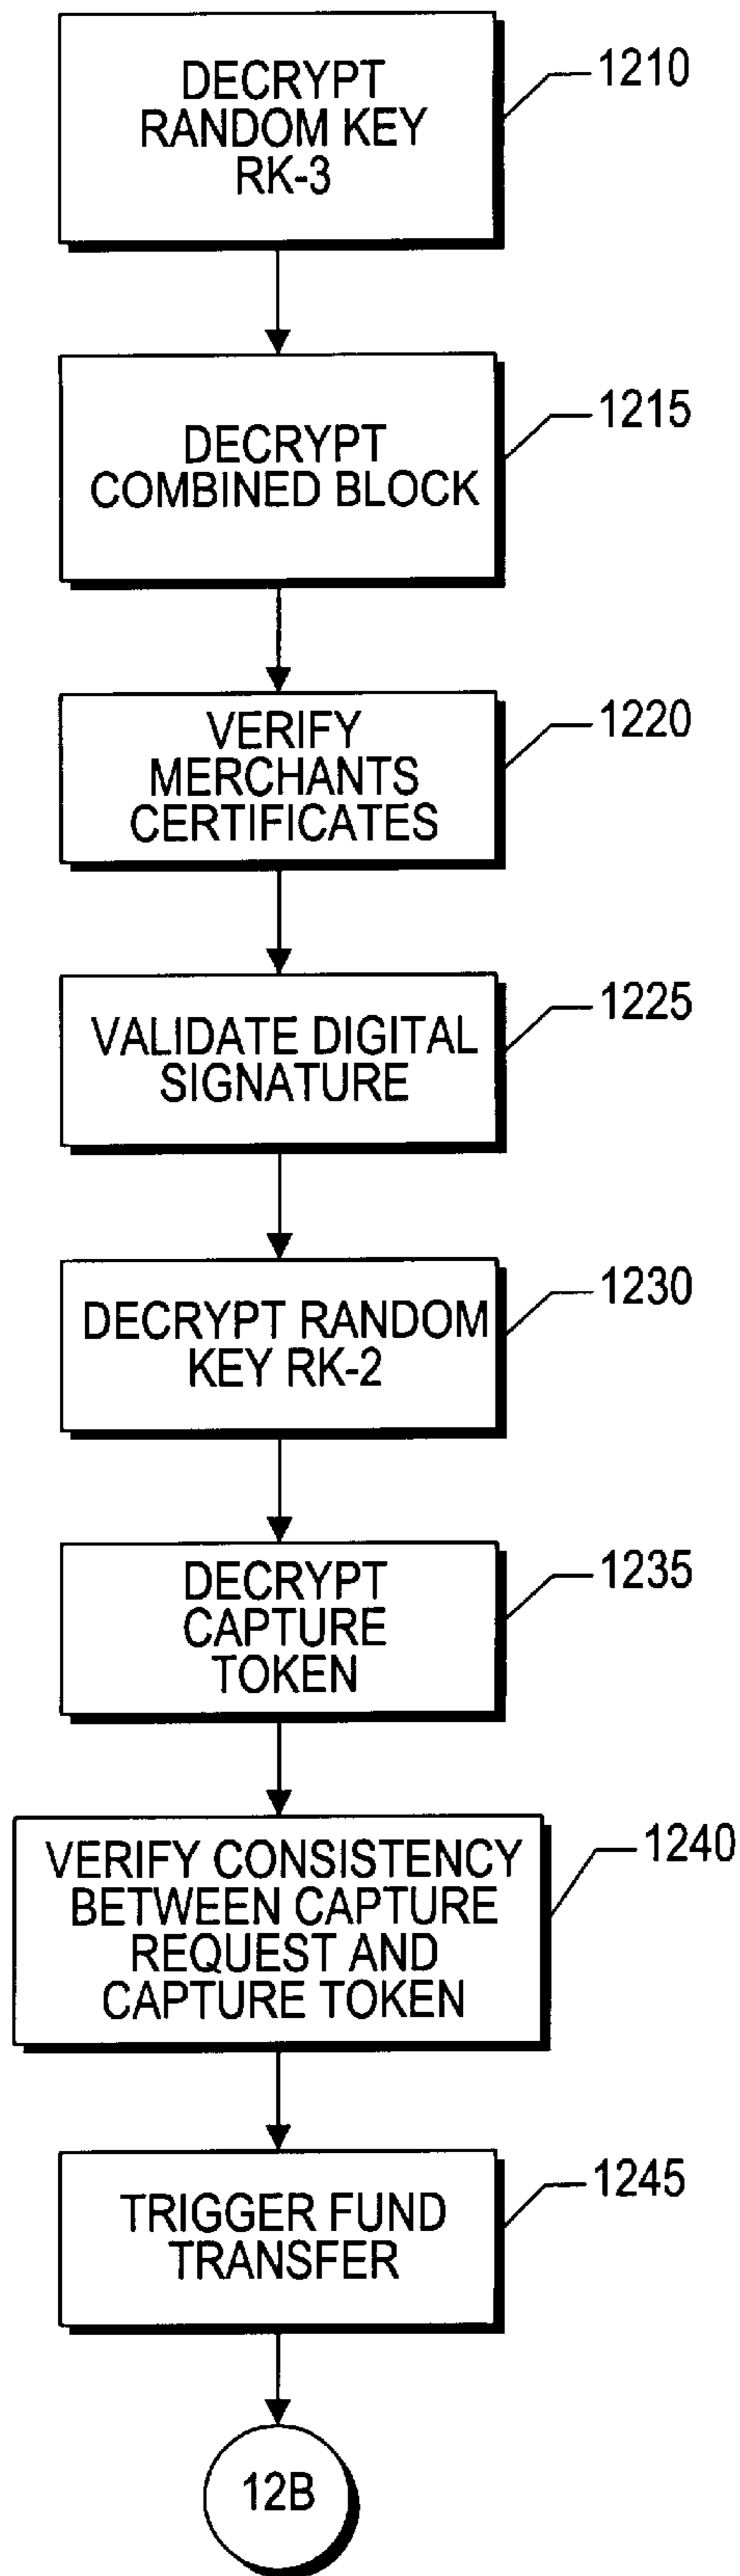 DECRYPT
RANDOM KEY
RK-3
1210
DECRYPT
COMBINED BLOCK
1215
VERIFY
MERCHANTS
CERTIFICATES
1220
VALIDATE DIGITAL
SIGNATURE
1225
DECRYPT RANDOM
KEY RK-2
1230
DECRYPT
CAPTURE
TOKEN
1235
VERIFY CONSISTENCY
BETWEEN CAPTURE
REQUEST AND
CAPTURE TOKEN
1240
TRIGGER FUND
TRANSFER
1245
12B